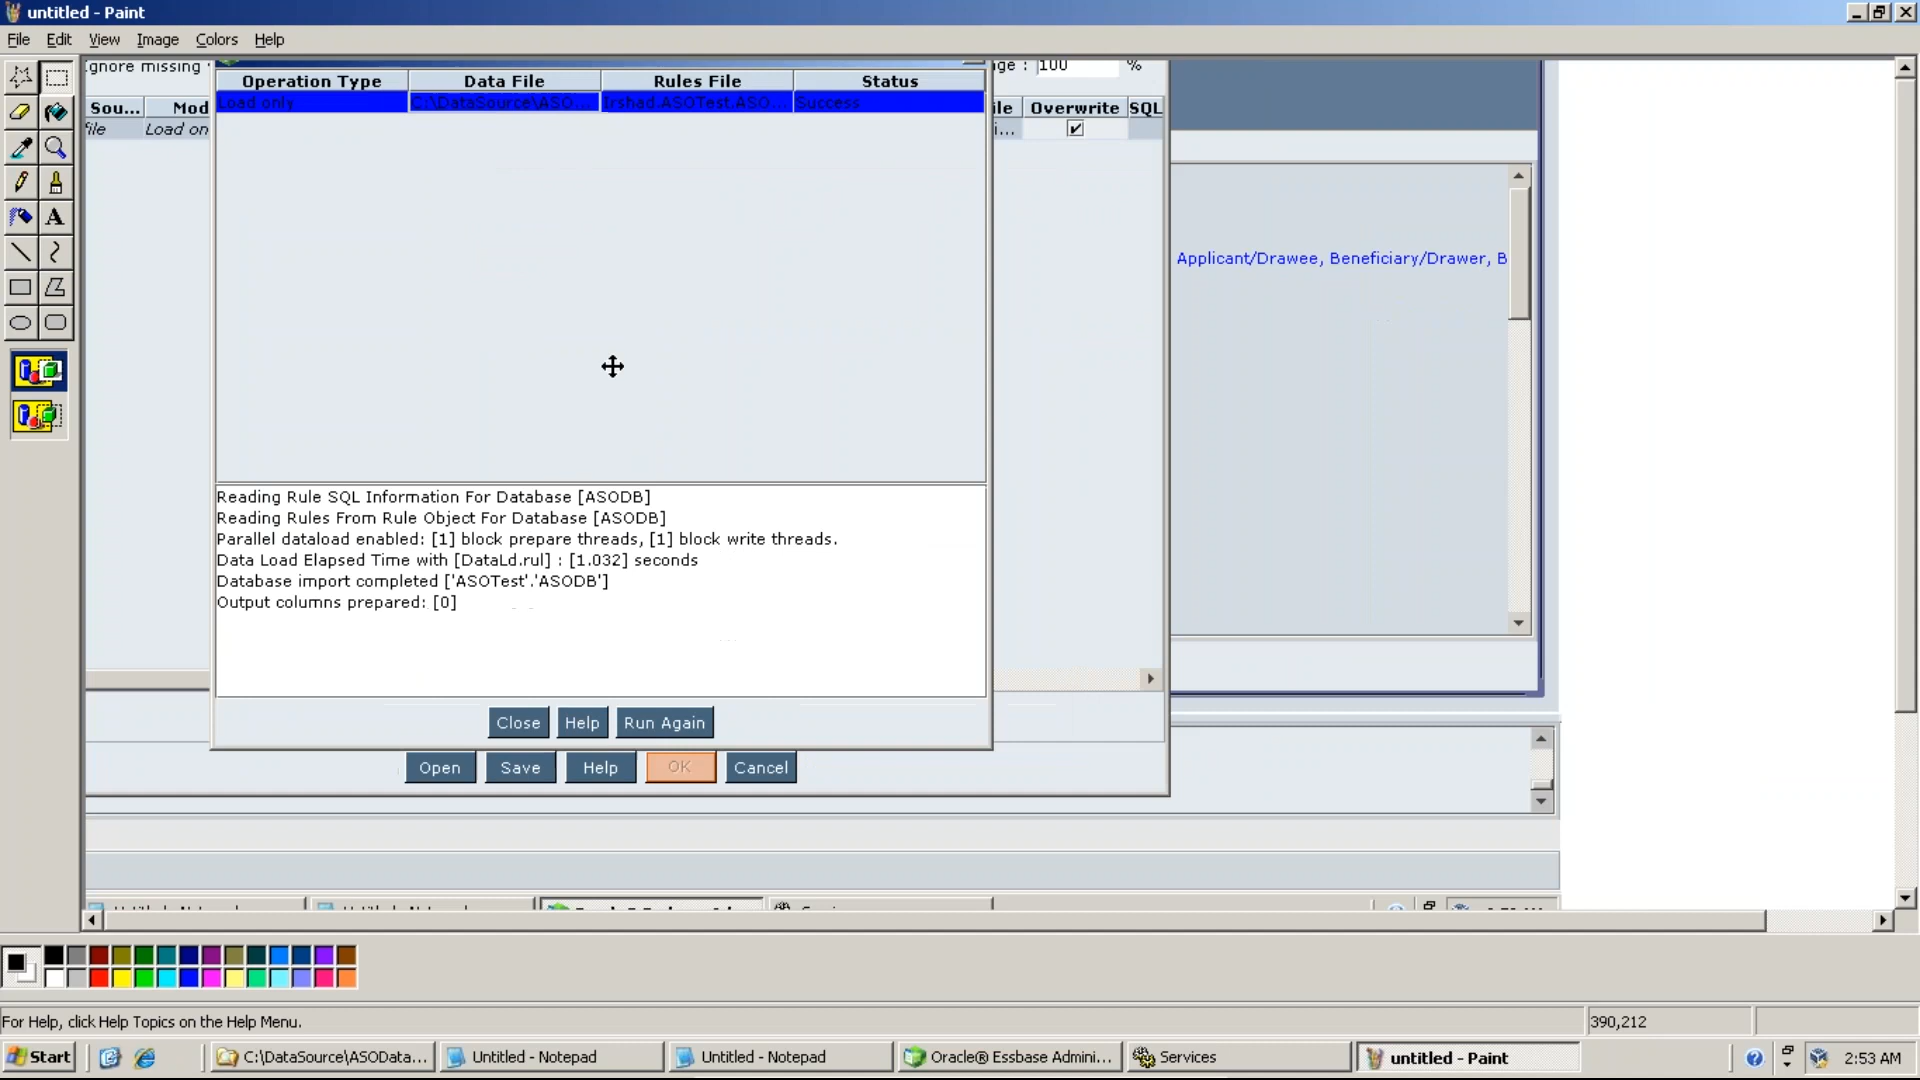 untitled - Paint
File Edit View Image Colors Help
ignore missing
age : 100 %
Operation Type Data File Rules File Status
Load only C:\DataSource\ASO... Irshad.ASOTest.ASO... Success
Sou... Mod
file Load on
ile Overwrite SQL
i...
Applicant/Drawee, Beneficiary/Drawer, B
Reading Rule SQL Information For Database [ASODB]
Reading Rules From Rule Object For Database [ASODB]
Parallel dataload enabled: [1] block prepare threads, [1] block write threads.
Data Load Elapsed Time with [DataLd.rul] : [1.032] seconds
Database import completed ['ASOTest'.'ASODB']
Output columns prepared: [0]
Close Help Run Again
Open Save Help OK Cancel
For Help, click Help Topics on the Help Menu.
390,212
Start C:\DataSource\ASOData... Untitled - Notepad Untitled - Notepad Oracle® Essbase Admini... Services untitled - Paint 2:53 AM